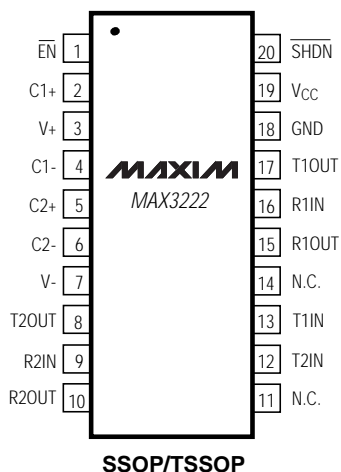 EN 1 20 SHDN
C1+ 2 19 VCC
V+ 3 18 GND
C1- 4 MAXIM 17 T1OUT
C2+ 5 MAX3222 16 R1IN
C2- 6 15 R1OUT
V- 7 14 N.C.
T2OUT 8 13 T1IN
R2IN 9 12 T2IN
R2OUT 10 11 N.C.
SSOP/TSSOP